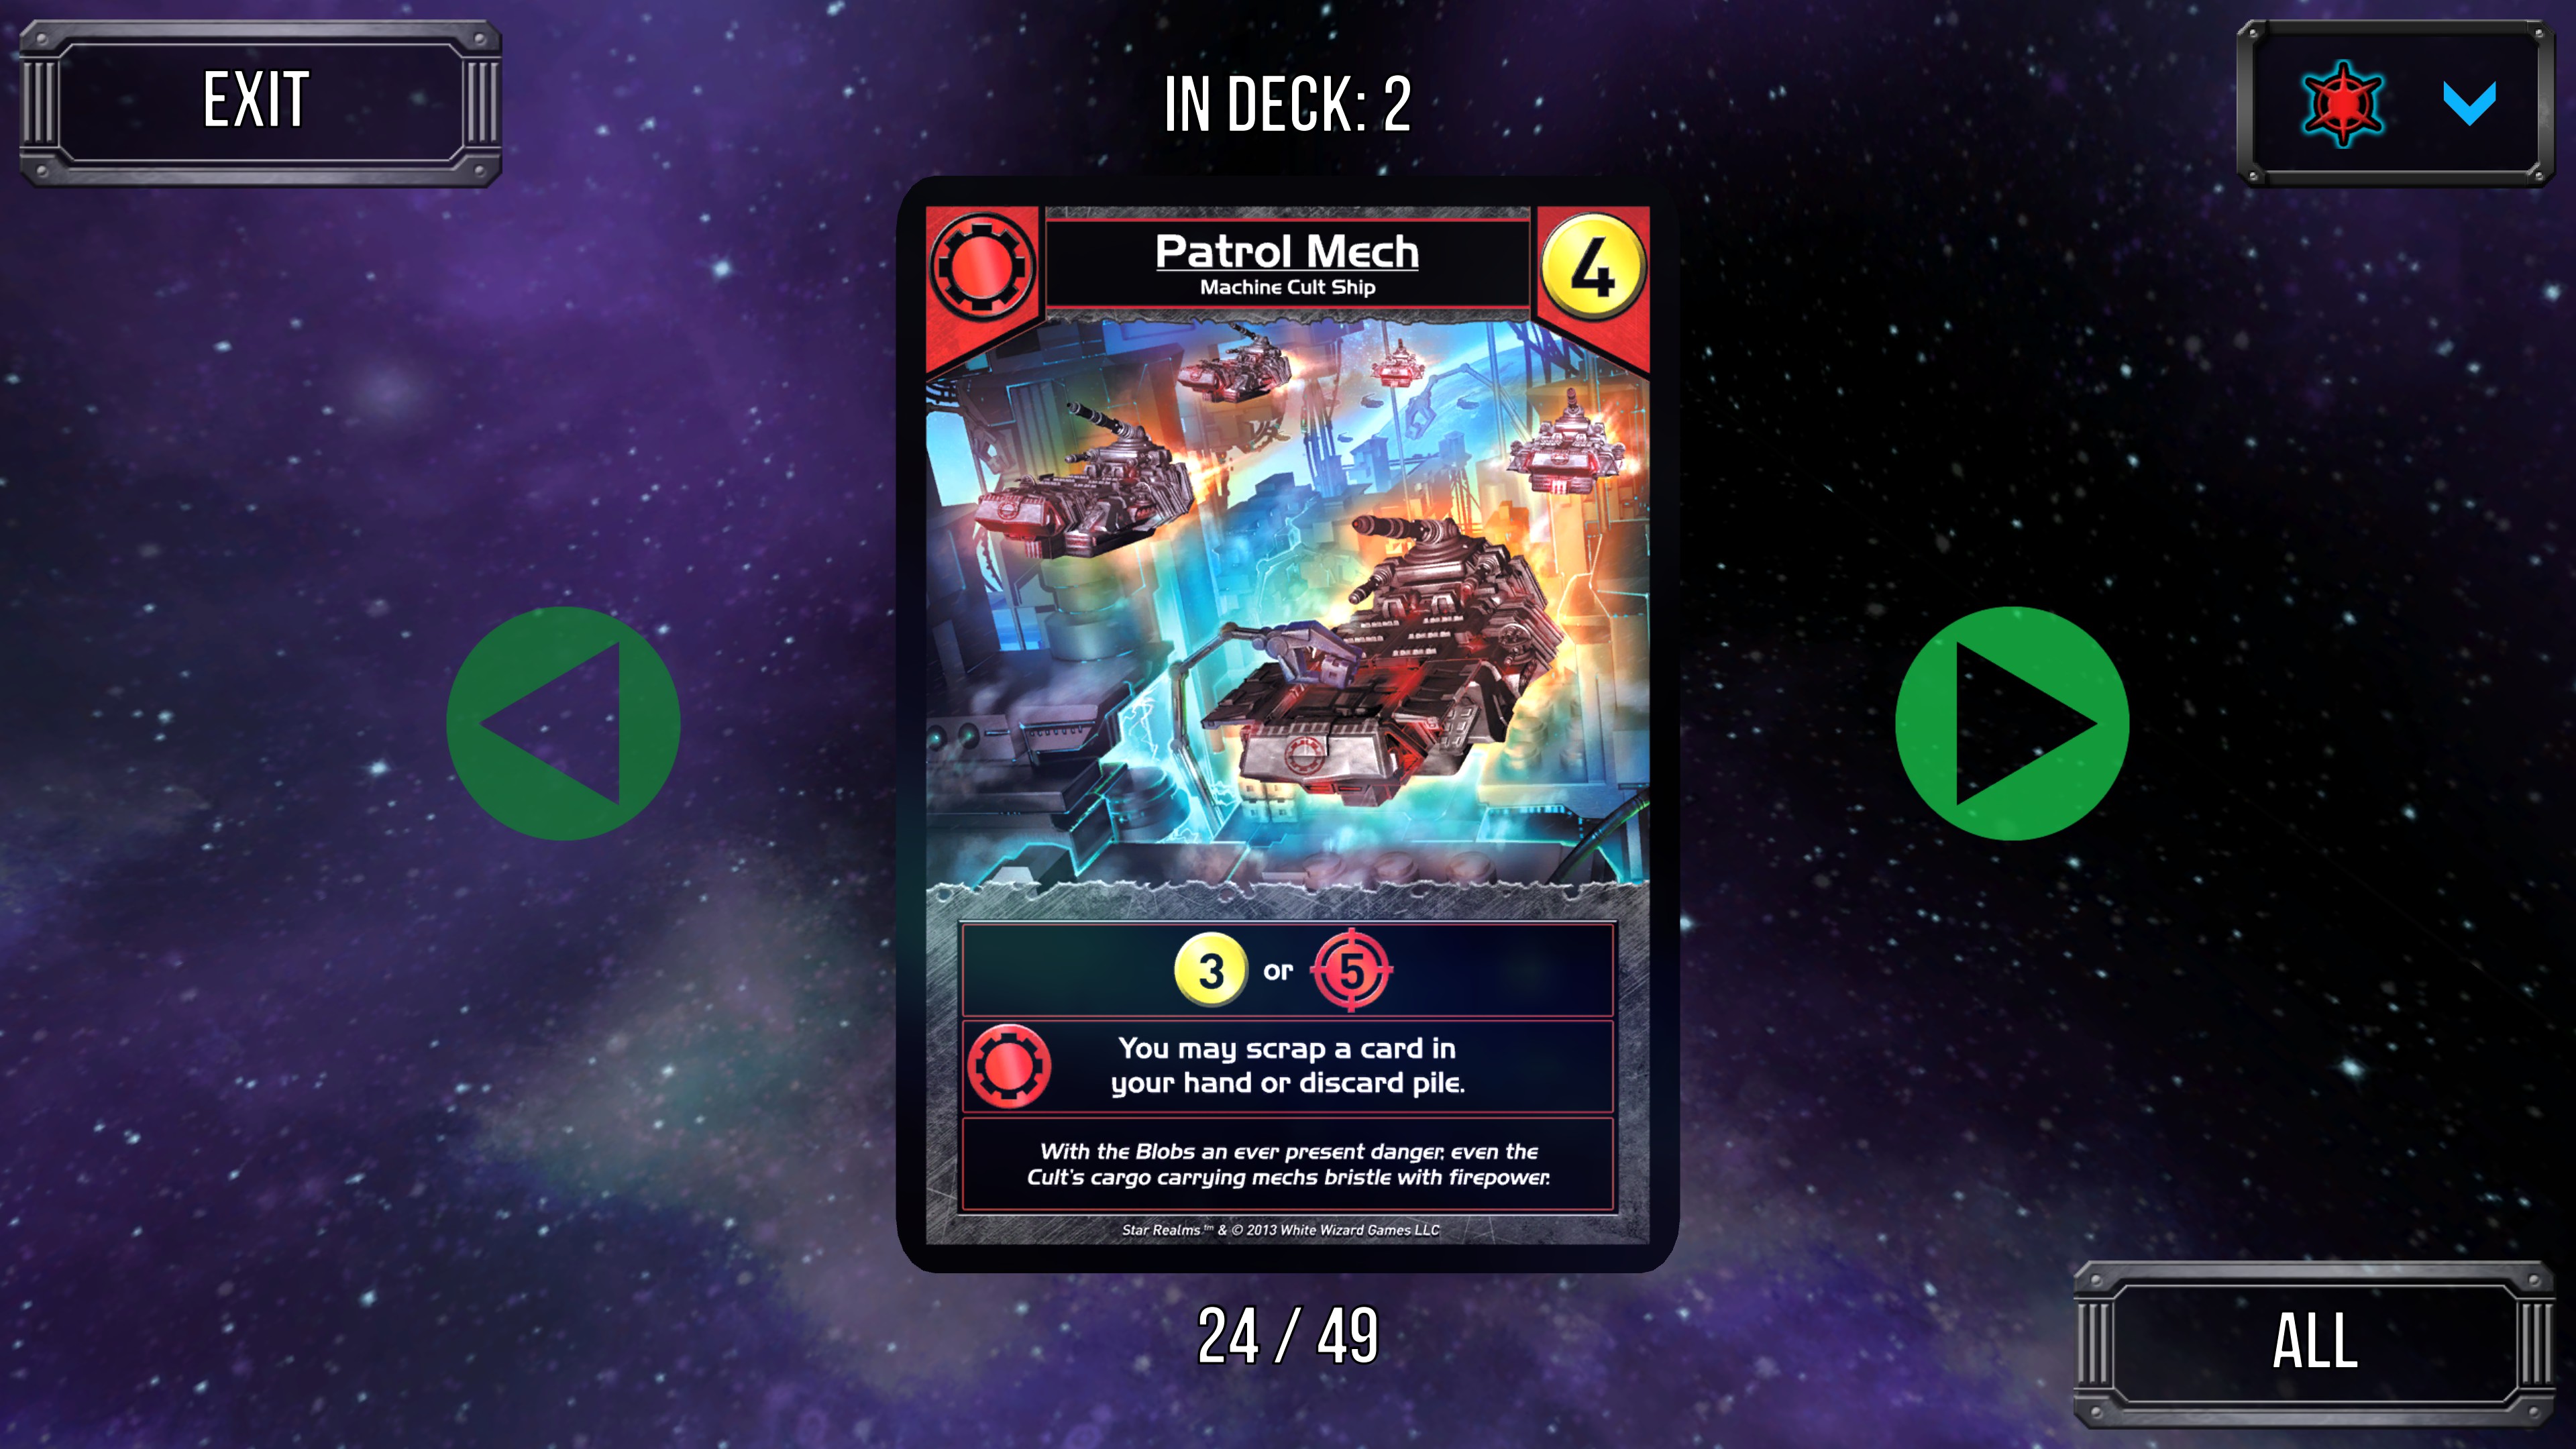 EXIT
IN DECK: 2
Patrol Mech
4
Machine Cult Ship
3 or 5
You may scrap a card in
your hand or discard pile.
With the Blobs an ever present danger, even the
Cult's cargo carrying mechs bristle with firepower.
Star Realms™ & © 2013 White Wizard Games LLC
24 / 49
ALL